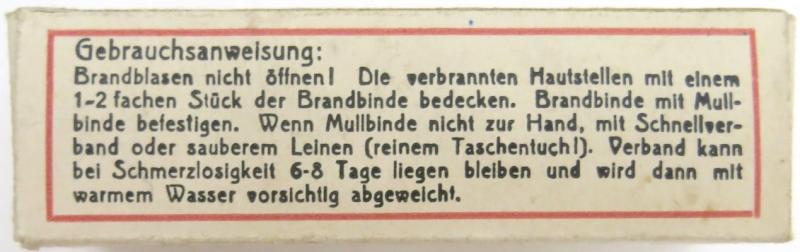 Gebrauchsanweisung:
Brandblasen nicht öffnen! Die verbrannten Hautstellen mit einem
1-2 fachen Stück der Brandbinde bedecken. Brandbinde mit Mull-
binde befestigen. Wenn Mullbinde nicht zur Hand, mit Schnellver-
band oder sauberem Leinen (reinem Taschentuch!). Verband kann
bei Schmerzlosigkeit 6-8 Tage liegen bleiben und wird dann mit
warmem Wasser vorsichtig abgeweicht.